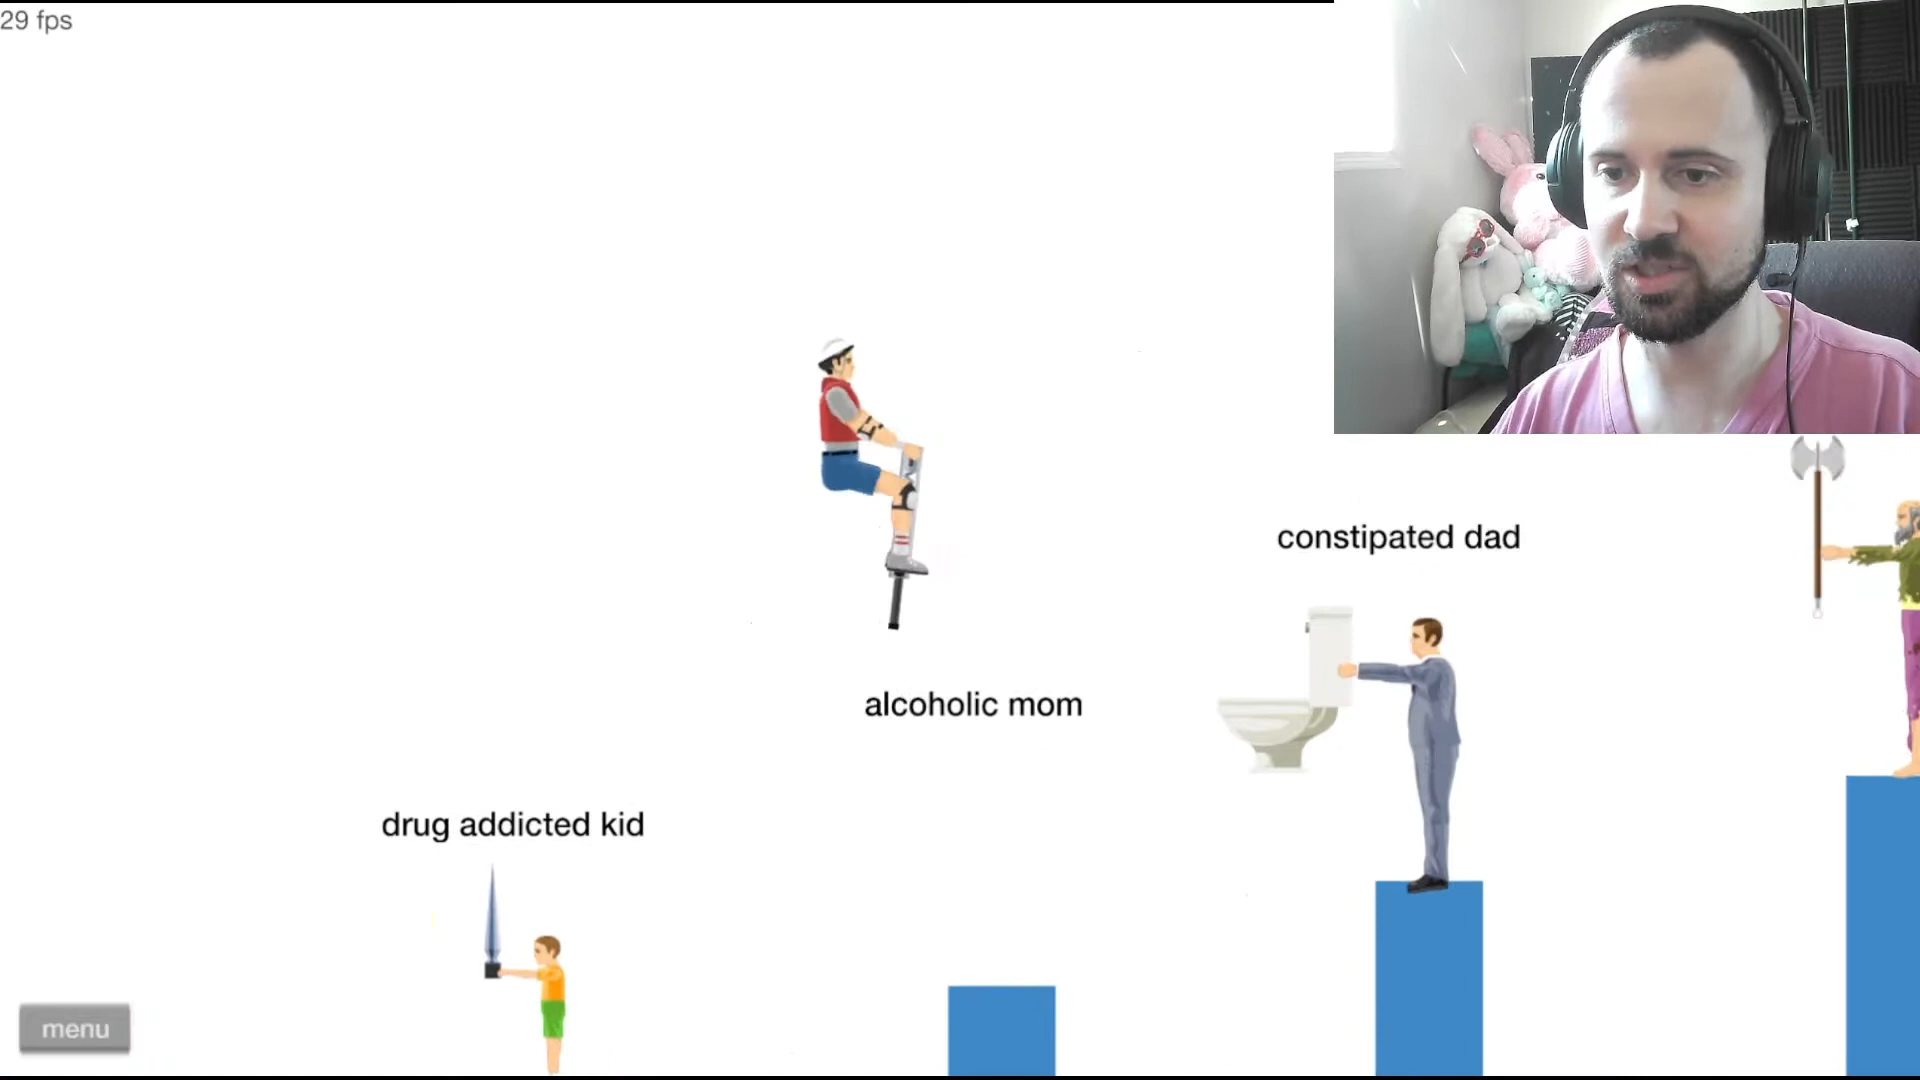 29 fps
constipated dad
alcoholic mom
drug addicted kid
menu